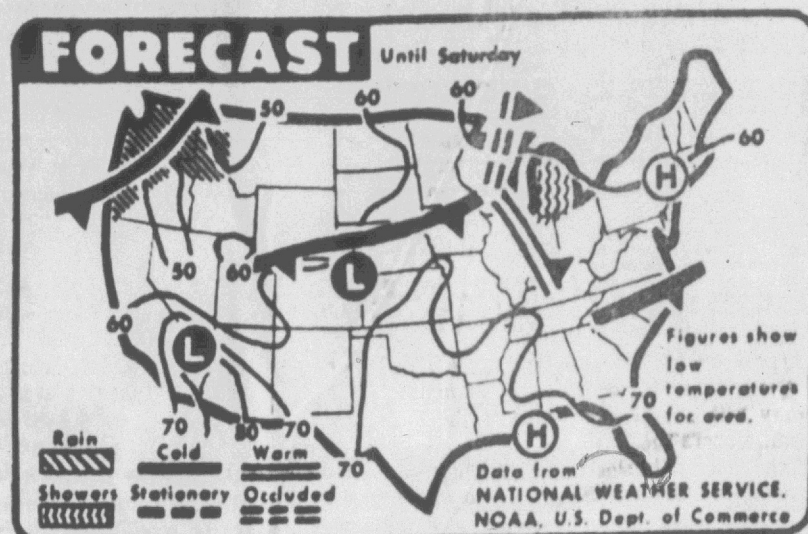 FORECAST Until Saturday
50 60 60
60
H
50 60 L
60
L
Figures show
low
temperatures
for area.
70 80 70 70 70
H
Rain Cold Warm
Showers Stationary Occluded
Data from
NATIONAL WEATHER SERVICE,
NOAA, U.S. Dept. of Commerce